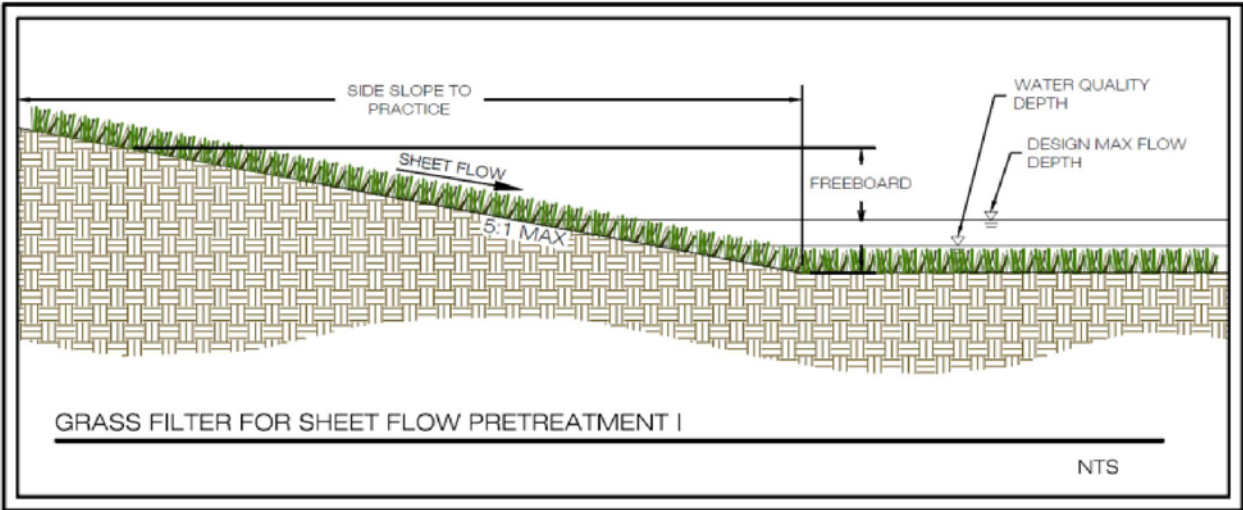 SIDE SLOPE TO
PRACTICE
WATER QUALITY
DEPTH
DESIGN MAX FLOW
DEPTH
SHEET FLOW
FREEBOARD
5:1 MAX
GRASS FILTER FOR SHEET FLOW PRETREATMENT I
NTS